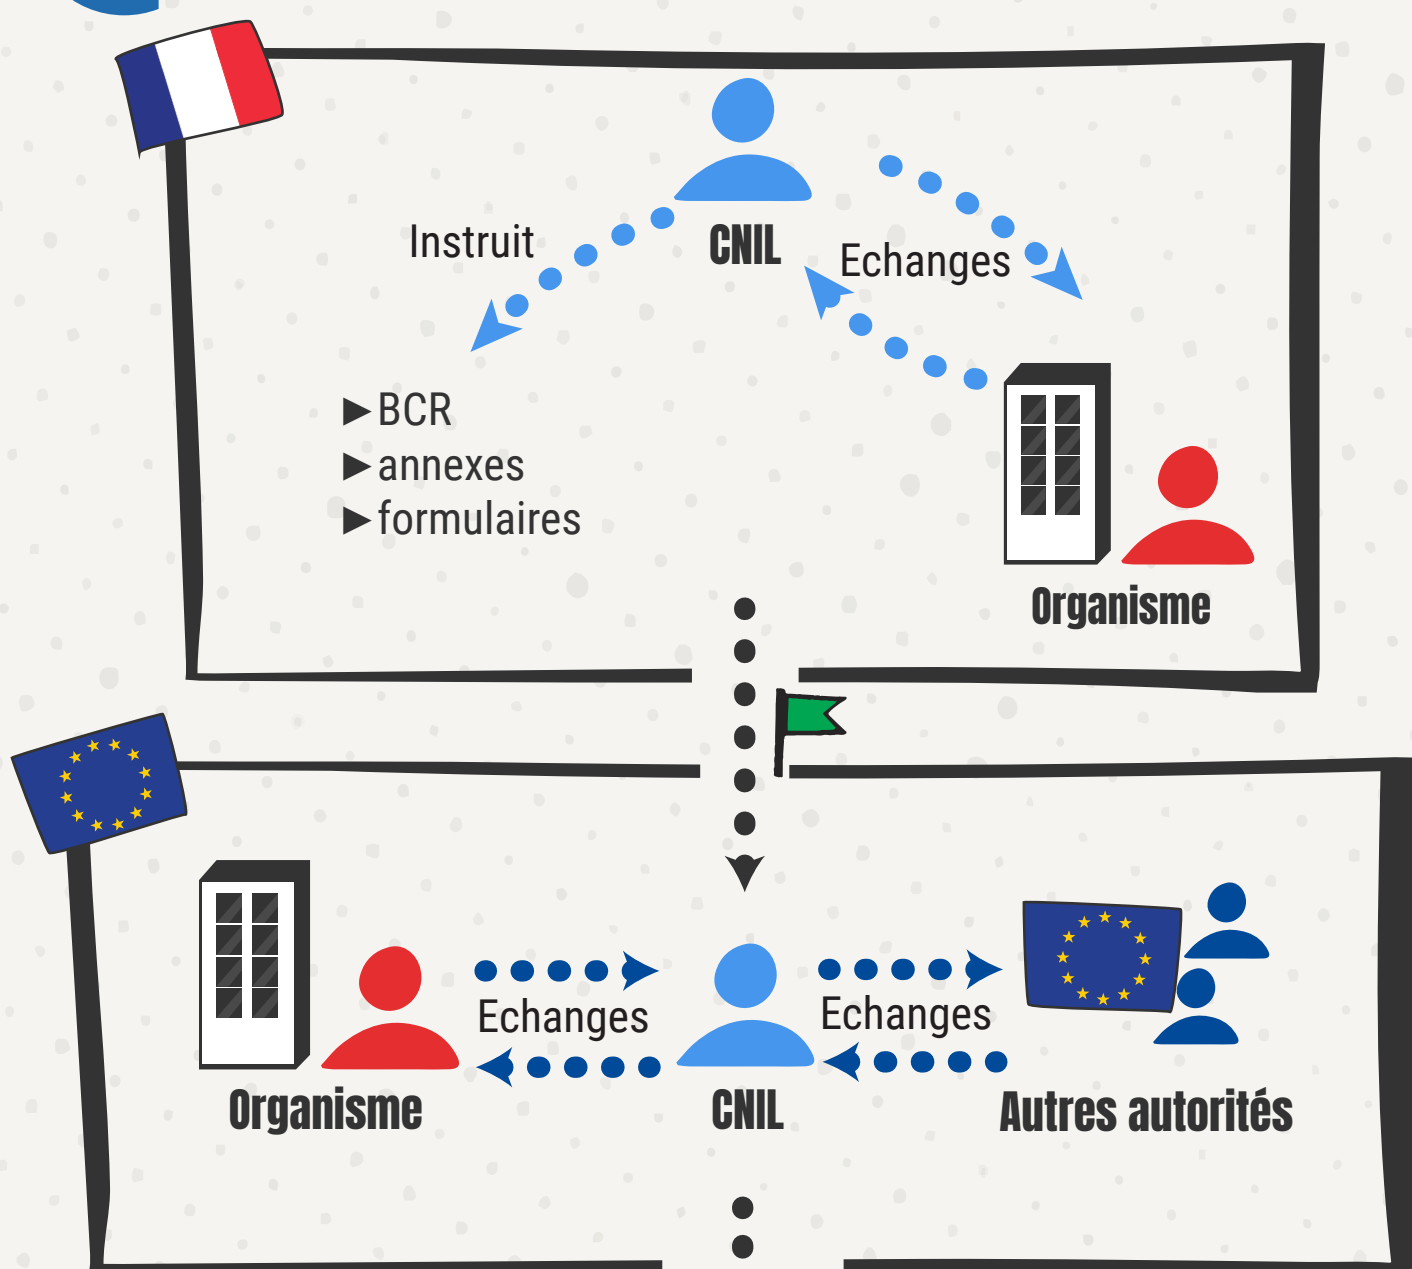 Instruit
CNIL
Echanges
►BCR
►annexes
►formulaires
Organisme
Echanges
Echanges
Organisme
CNIL
Autres autorités